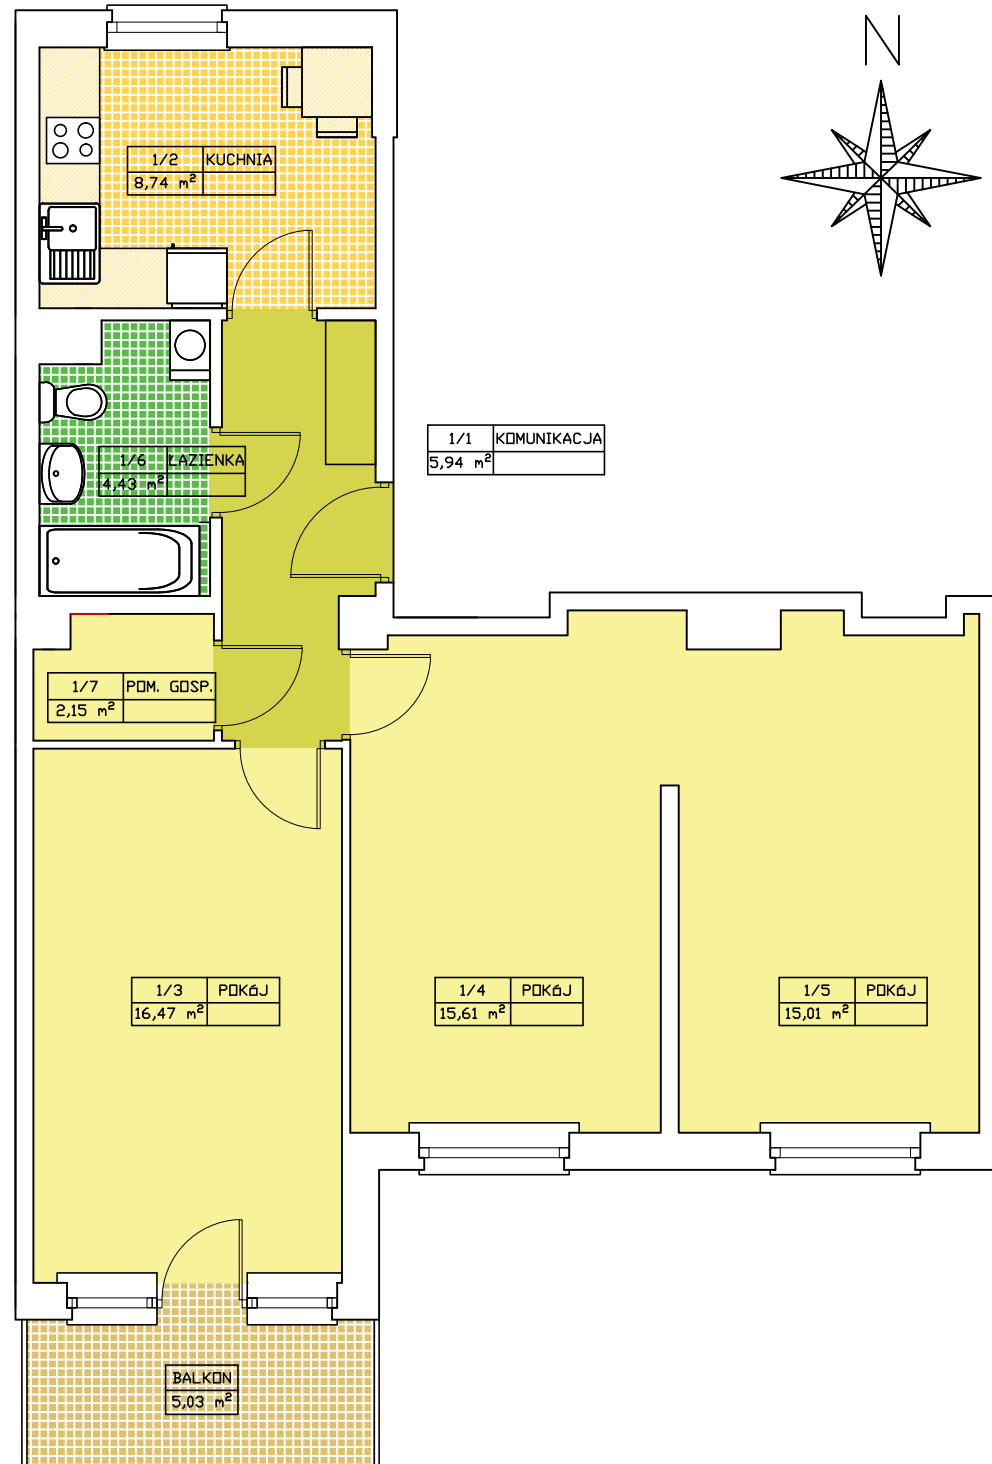 N
1/2 KUCHNIA
8,74 m²
1/1 KOMUNIKACJA
5,94 m²
1/6 ŁAZIENKA
4,43 m²
1/7 POM. GOSP.
2,15 m²
1/3 POKóJ
16,47 m²
1/4 POKóJ
15,61 m²
1/5 POKóJ
15,01 m²
BALKON
5,03 m²